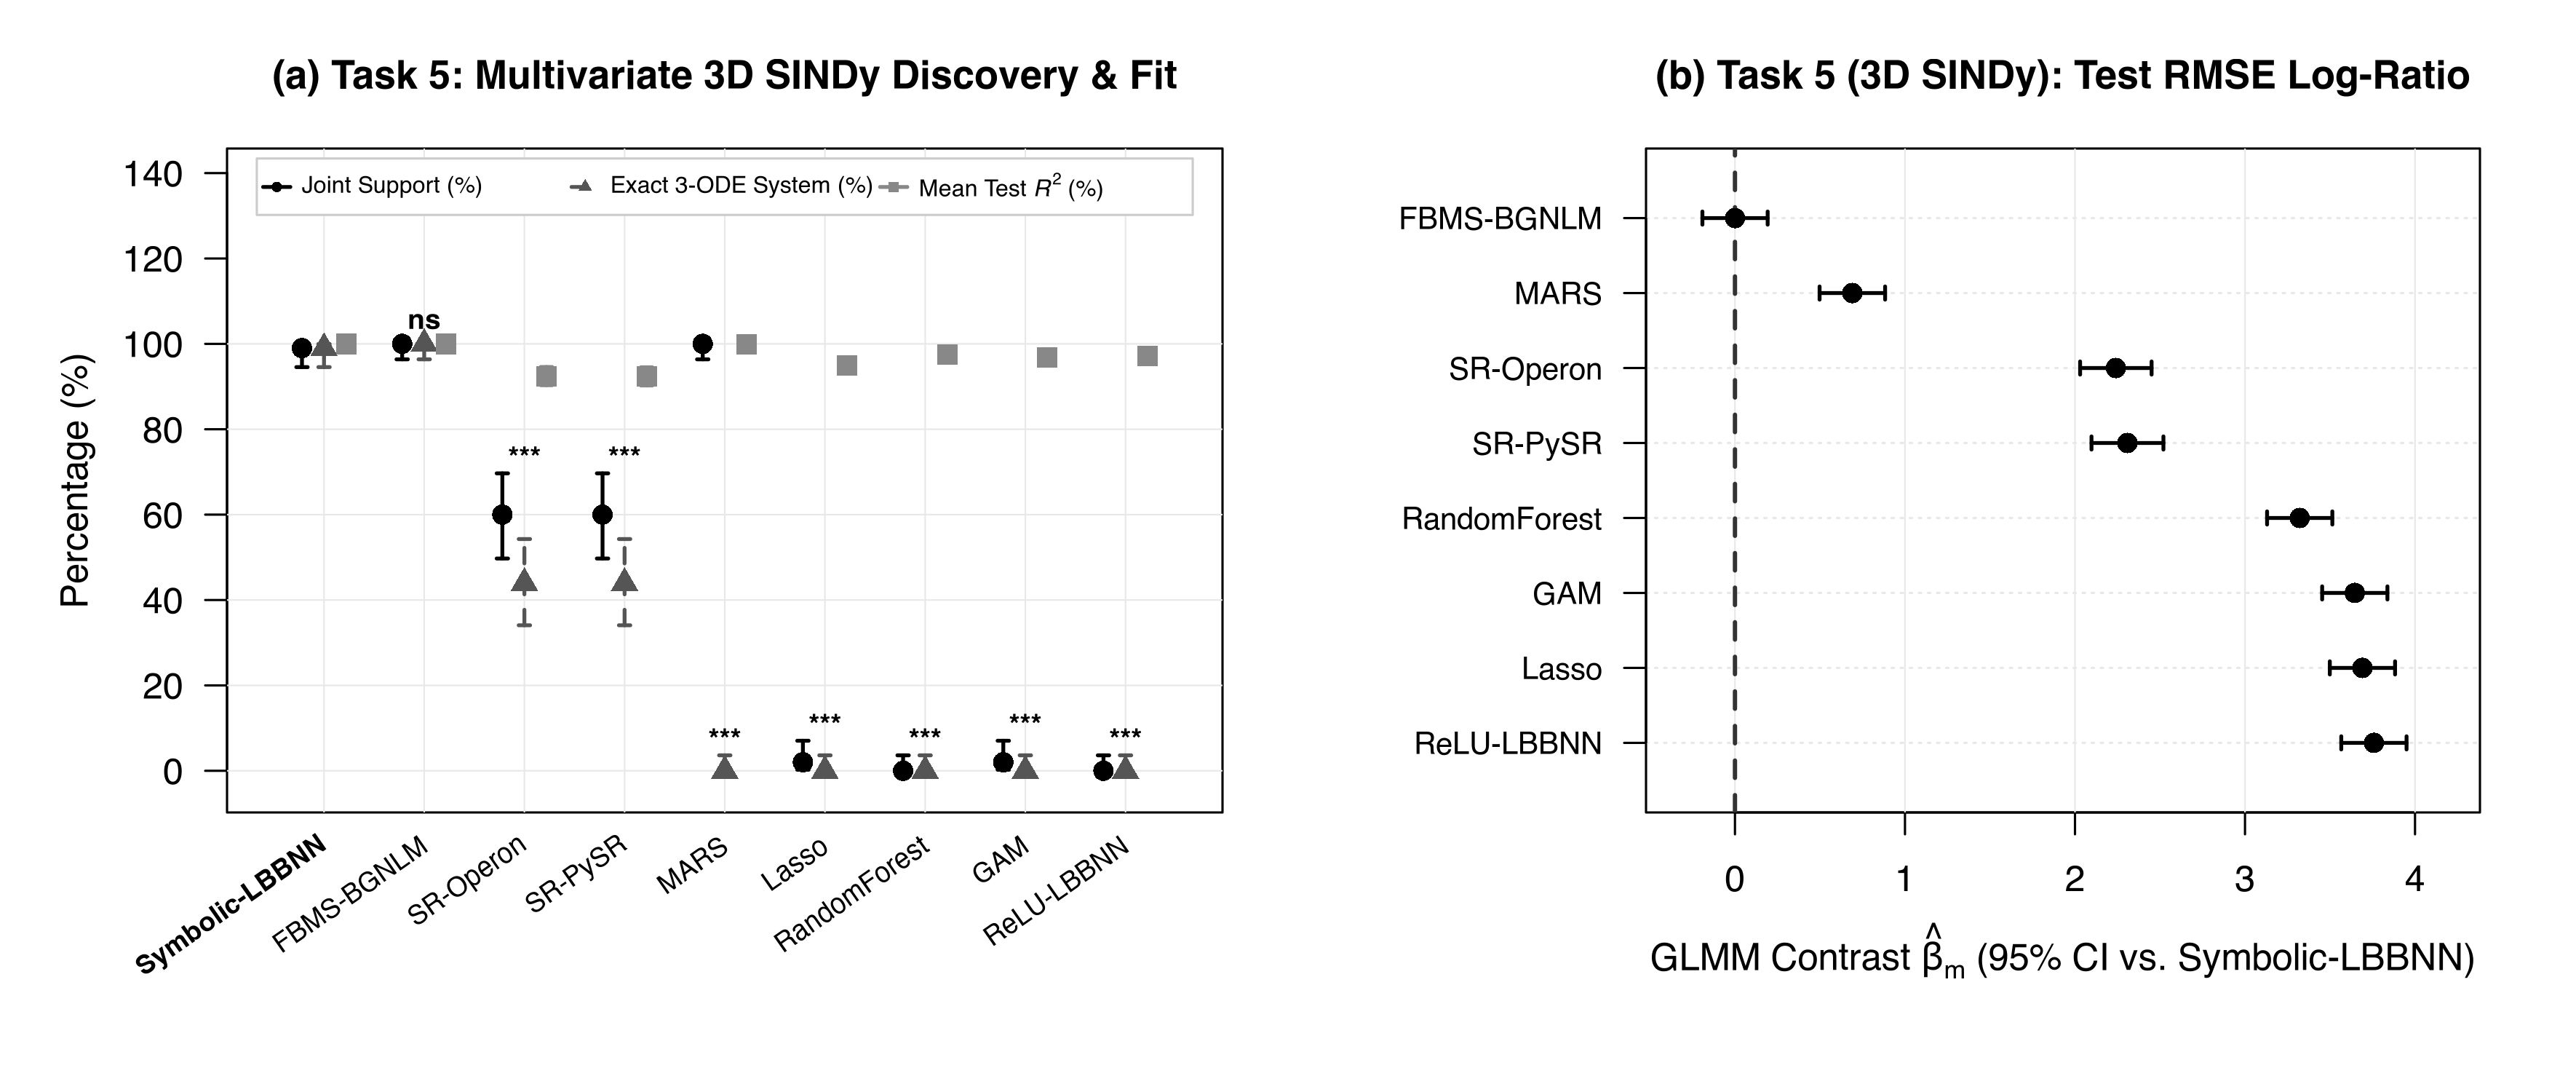 (a) Task 5: Multivariate 3D SINDy Discovery & Fit
Joint Support (%)
Exact 3-ODE System (%)
Mean Test R² (%)
Percentage (%)
140
120
100
80
60
40
20
0
ns
***
***
***
***
***
***
***
Symbolic-LBBNN
FBMS-BGNLM
SR-Operon
SR-PySR
MARS
Lasso
RandomForest
GAM
ReLU-LBBNN
(b) Task 5 (3D SINDy): Test RMSE Log-Ratio
FBMS-BGNLM
MARS
SR-Operon
SR-PySR
RandomForest
GAM
Lasso
ReLU-LBBNN
0 1 2 3 4
GLMM Contrast β̂ₘ (95% CI vs. Symbolic-LBBNN)